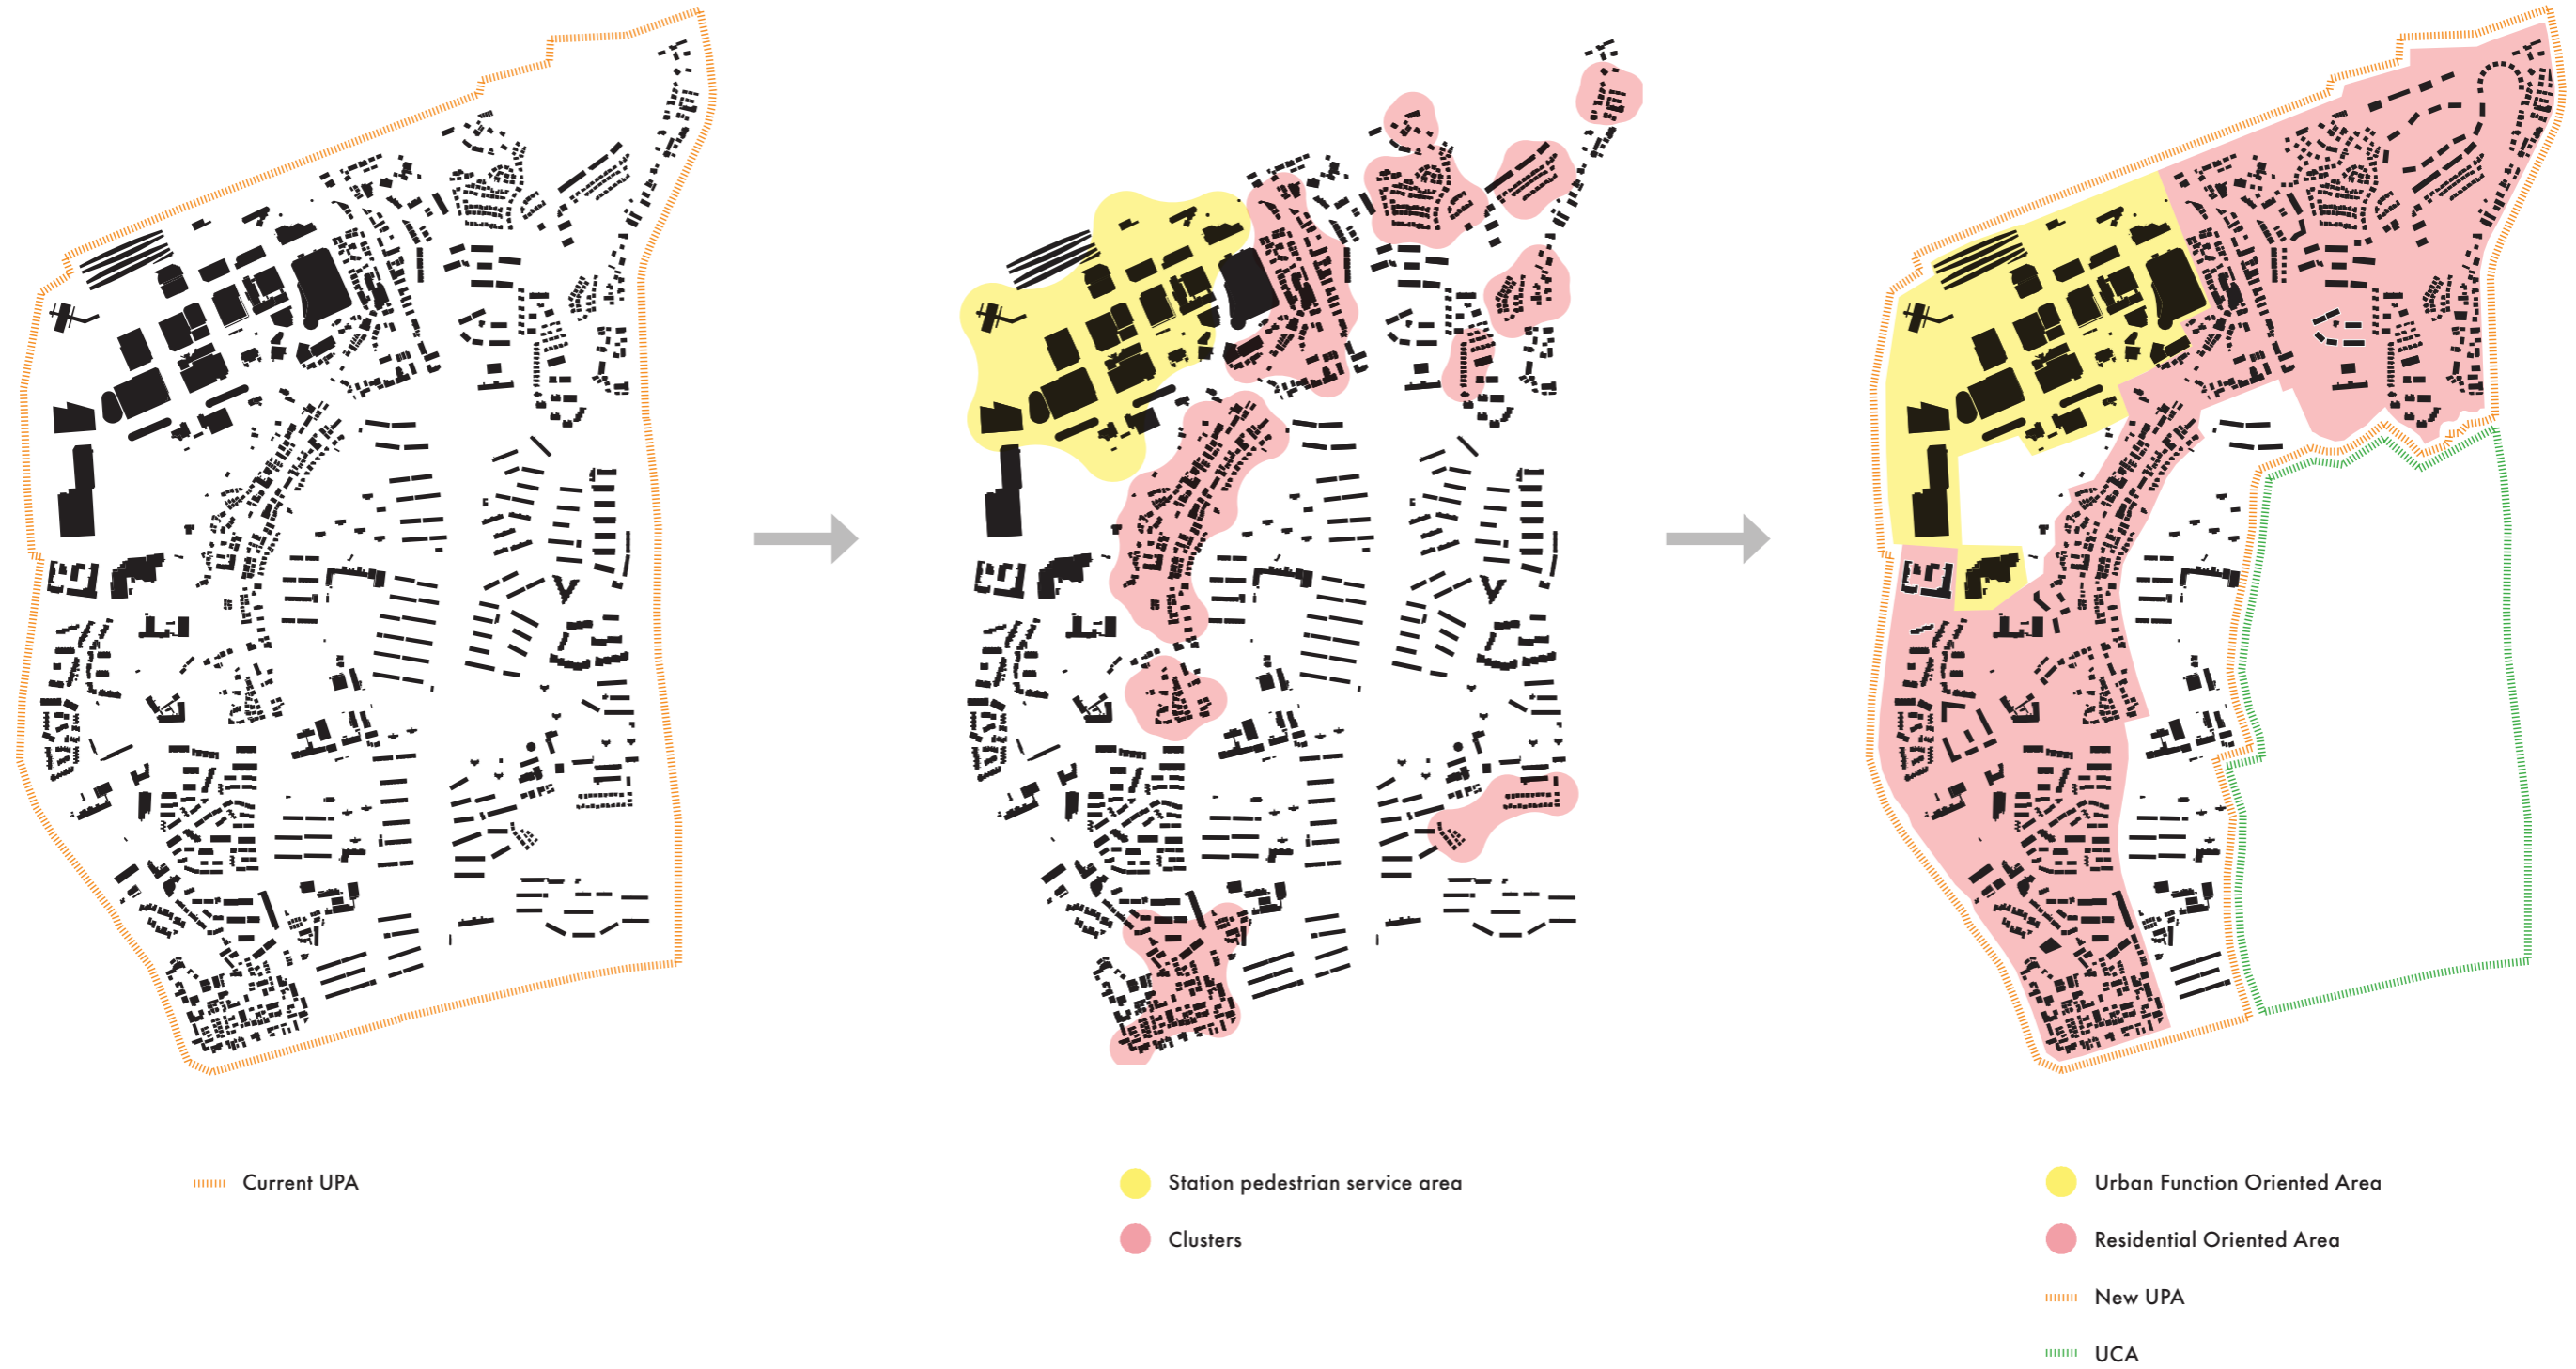 Current UPA
Station pedestrian service area
Clusters
Urban Function Oriented Area
Residential Oriented Area
New UPA
UCA